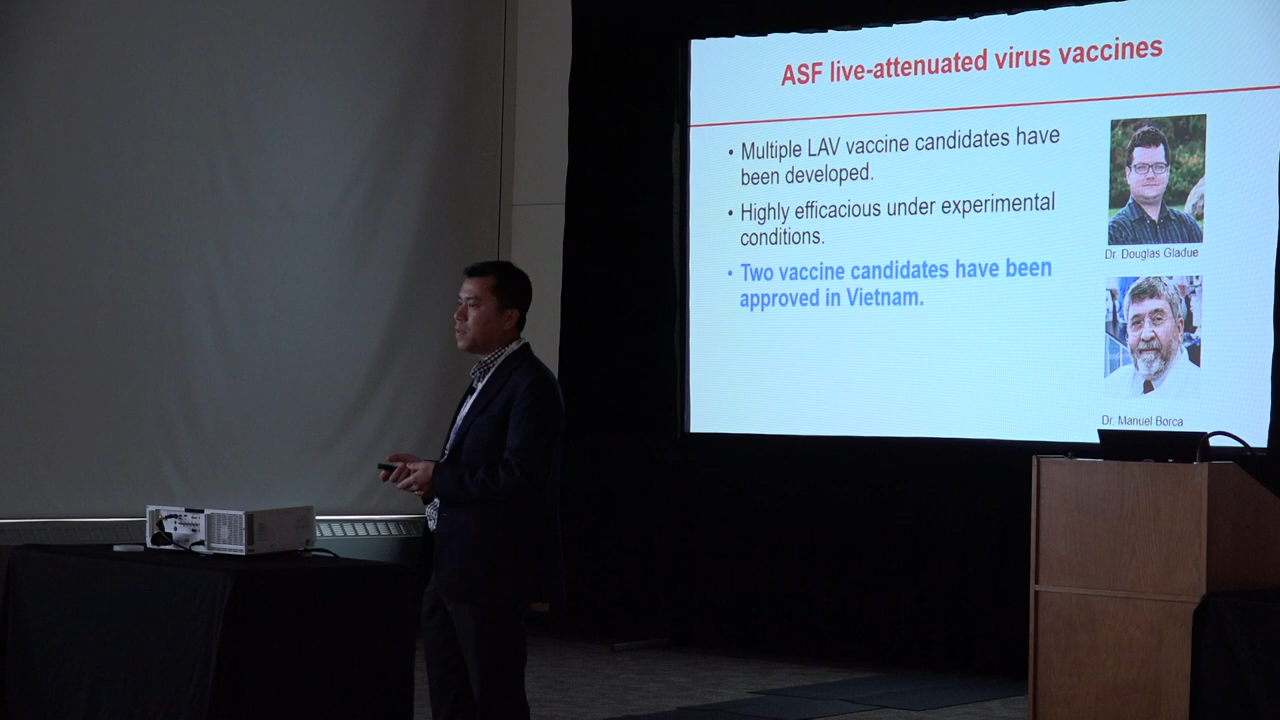 ASF live-attenuated virus vaccines
• Multiple LAV vaccine candidates have
been developed.
• Highly efficacious under experimental
conditions.
• Two vaccine candidates have been
approved in Vietnam.
Dr. Douglas Gladue
Dr. Manuel Borca